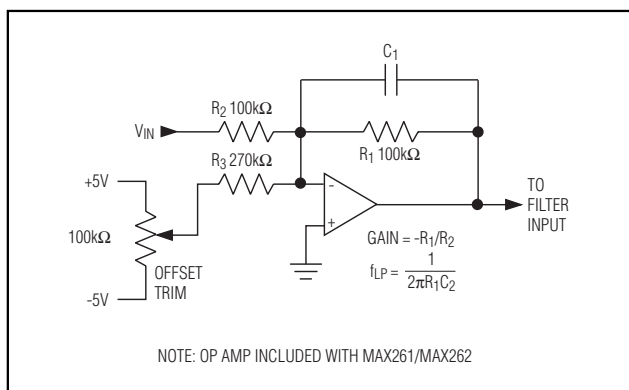 C1
R2 100kΩ
VIN
R1 100kΩ
R3 270kΩ
+5V
-
+
TO
FILTER
INPUT
100kΩ
GAIN = -R1/R2
OFFSET
TRIM
fLP = 1
2πR1C2
-5V
NOTE: OP AMP INCLUDED WITH MAX261/MAX262